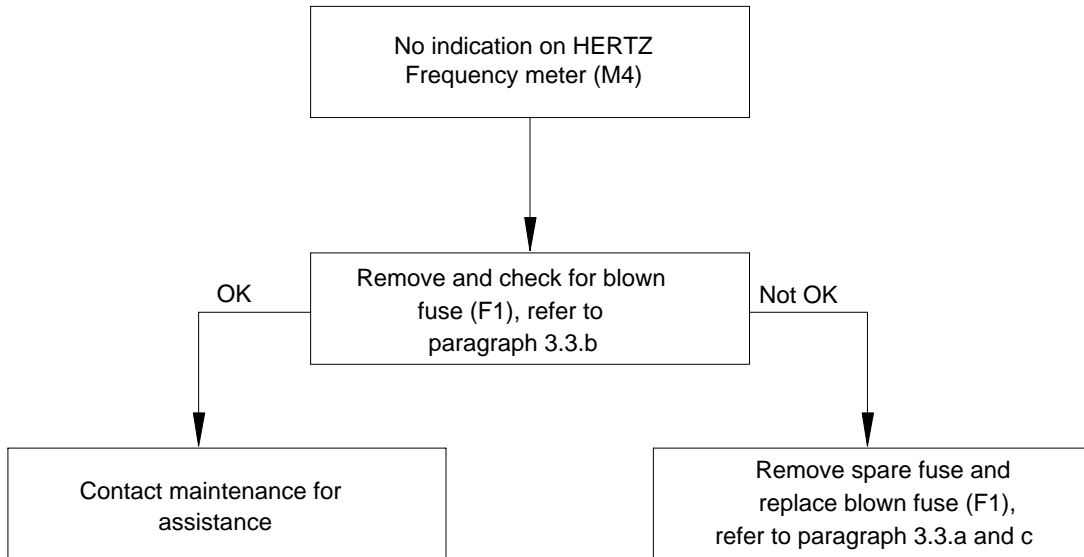 No indication on HERTZ
Frequency meter (M4)
Remove and check for blown
fuse (F1), refer to
paragraph 3.3.b
OK
Not OK
Contact maintenance for
assistance
Remove spare fuse and
replace blown fuse (F1),
refer to paragraph 3.3.a and c